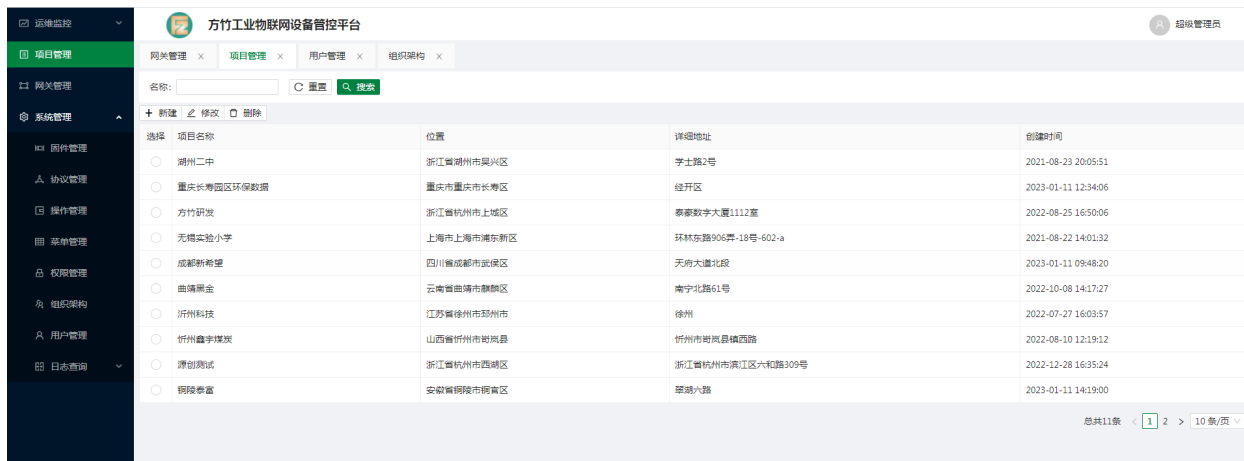 运维监控
项目管理
网关管理
系统管理
固件管理
协议管理
操作管理
菜单管理
权限管理
组织架构
用户管理
日志查询
方竹工业物联网设备管控平台
超级管理员
网关管理 × 项目管理 × 用户管理 × 组织架构 ×
名称: 重置 搜索
+ 新建 修改 删除
选择 项目名称 位置 详细地址 创建时间
湖州二中 浙江省湖州市吴兴区 学士路2号 2021-08-23 20:05:51
重庆长寿园区环保数据 重庆市重庆市长寿区 经开区 2023-01-11 12:34:06
方竹研发 浙江省杭州市上城区 泰豪数字大厦1112室 2022-08-25 16:50:06
无锡实验小学 上海市上海市浦东新区 环林东路906弄-18号-602-a 2021-08-22 14:01:32
成都新希望 四川省成都市武侯区 天府大道北段 2023-01-11 09:48:20
曲靖黑金 云南省曲靖市麒麟区 南宁北路61号 2022-10-08 14:17:27
沂州科技 江苏省徐州市邳州市 徐州 2022-07-27 16:03:57
忻州鑫宇煤炭 山西省忻州市岢岚县 忻州市岢岚县镇西路 2022-08-10 12:19:12
源创测试 浙江省杭州市西湖区 浙江省杭州市滨江区六和路309号 2022-12-28 16:35:24
铜陵泰富 安徽省铜陵市铜官区 翠湖六路 2023-01-11 14:19:00
总共11条 < 1 2 > 10 条/页